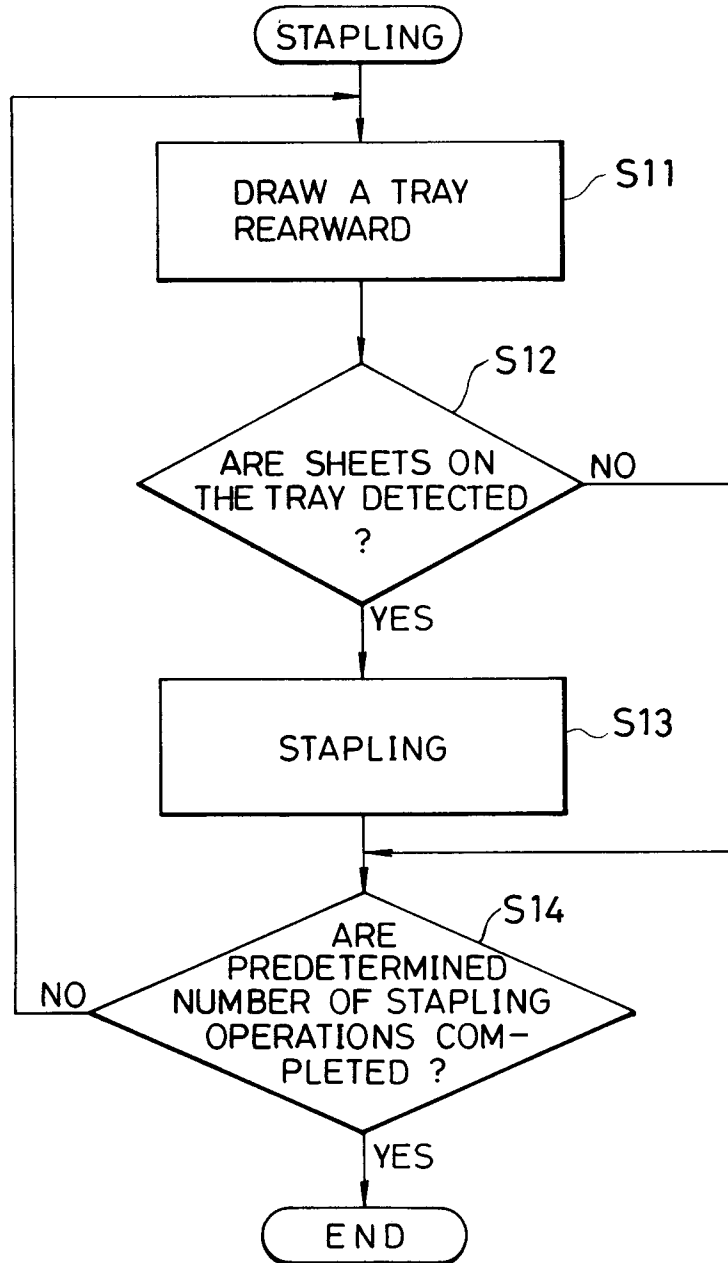 STAPLING
DRAW A TRAY
REARWARD
S11
S12
ARE SHEETS ON
THE TRAY DETECTED
?
NO
YES
STAPLING
S13
S14
ARE
PREDETERMINED
NUMBER OF STAPLING
OPERATIONS COM-
PLETED ?
NO
YES
END